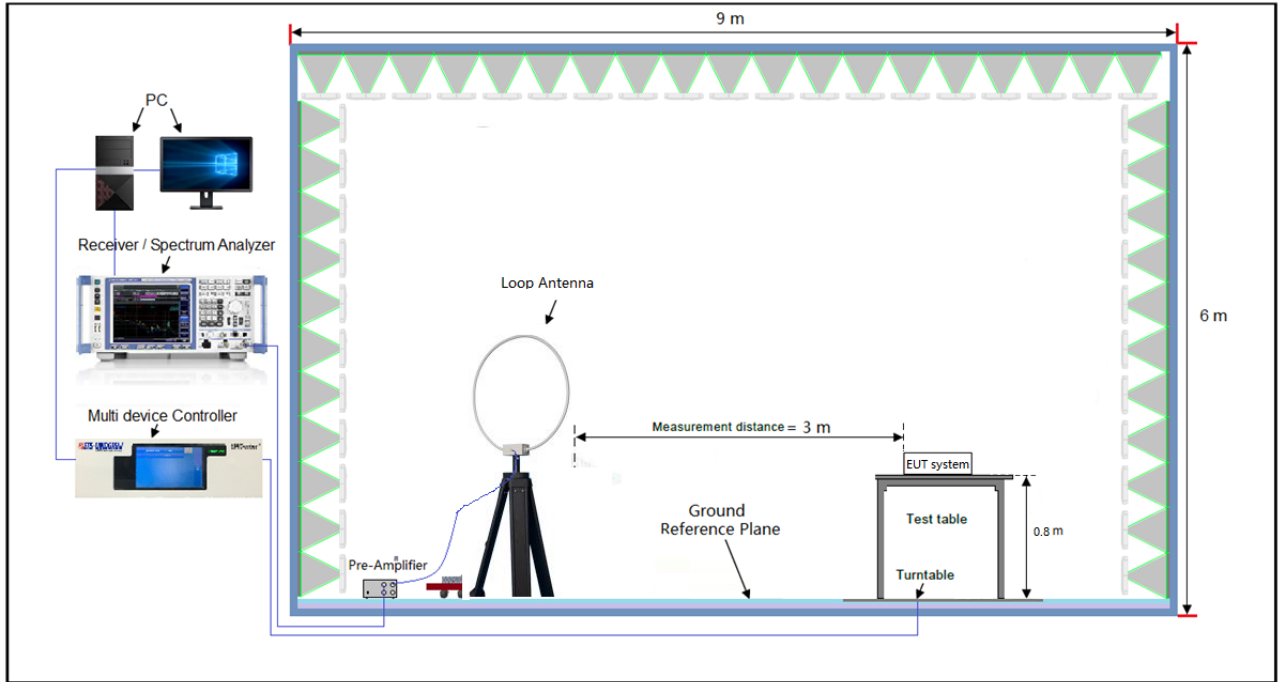 9 m
PC
Receiver / Spectrum Analyzer
Loop Antenna
6 m
Multi device Controller
Measurement distance = 3 m
EUT system
Ground
Reference Plane
Test table
0.8 m
Pre-Amplifier
Turntable